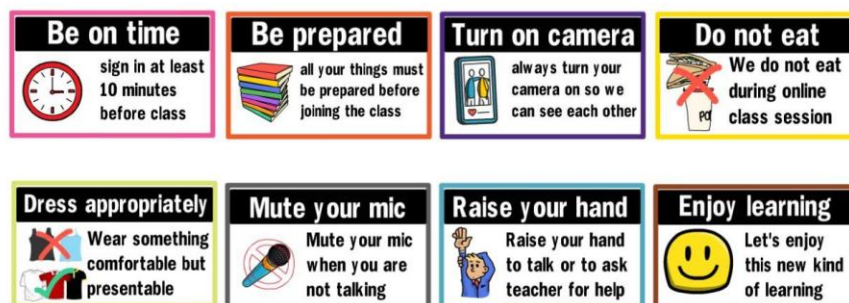 Be on time
sign in at least
10 minutes
before class
Be prepared
all your things must
be prepared before
joining the class
Turn on camera
always turn your
camera on so we
can see each other
Do not eat
We do not eat
during online
class session
PO
Dress appropriately
Wear something
comfortable but
presentable
Mute your mic
Mute your mic
when you are
not talking
Raise your hand
Raise your hand
to talk or to ask
teacher for help
Enjoy learning
Let's enjoy
this new kind
of learning